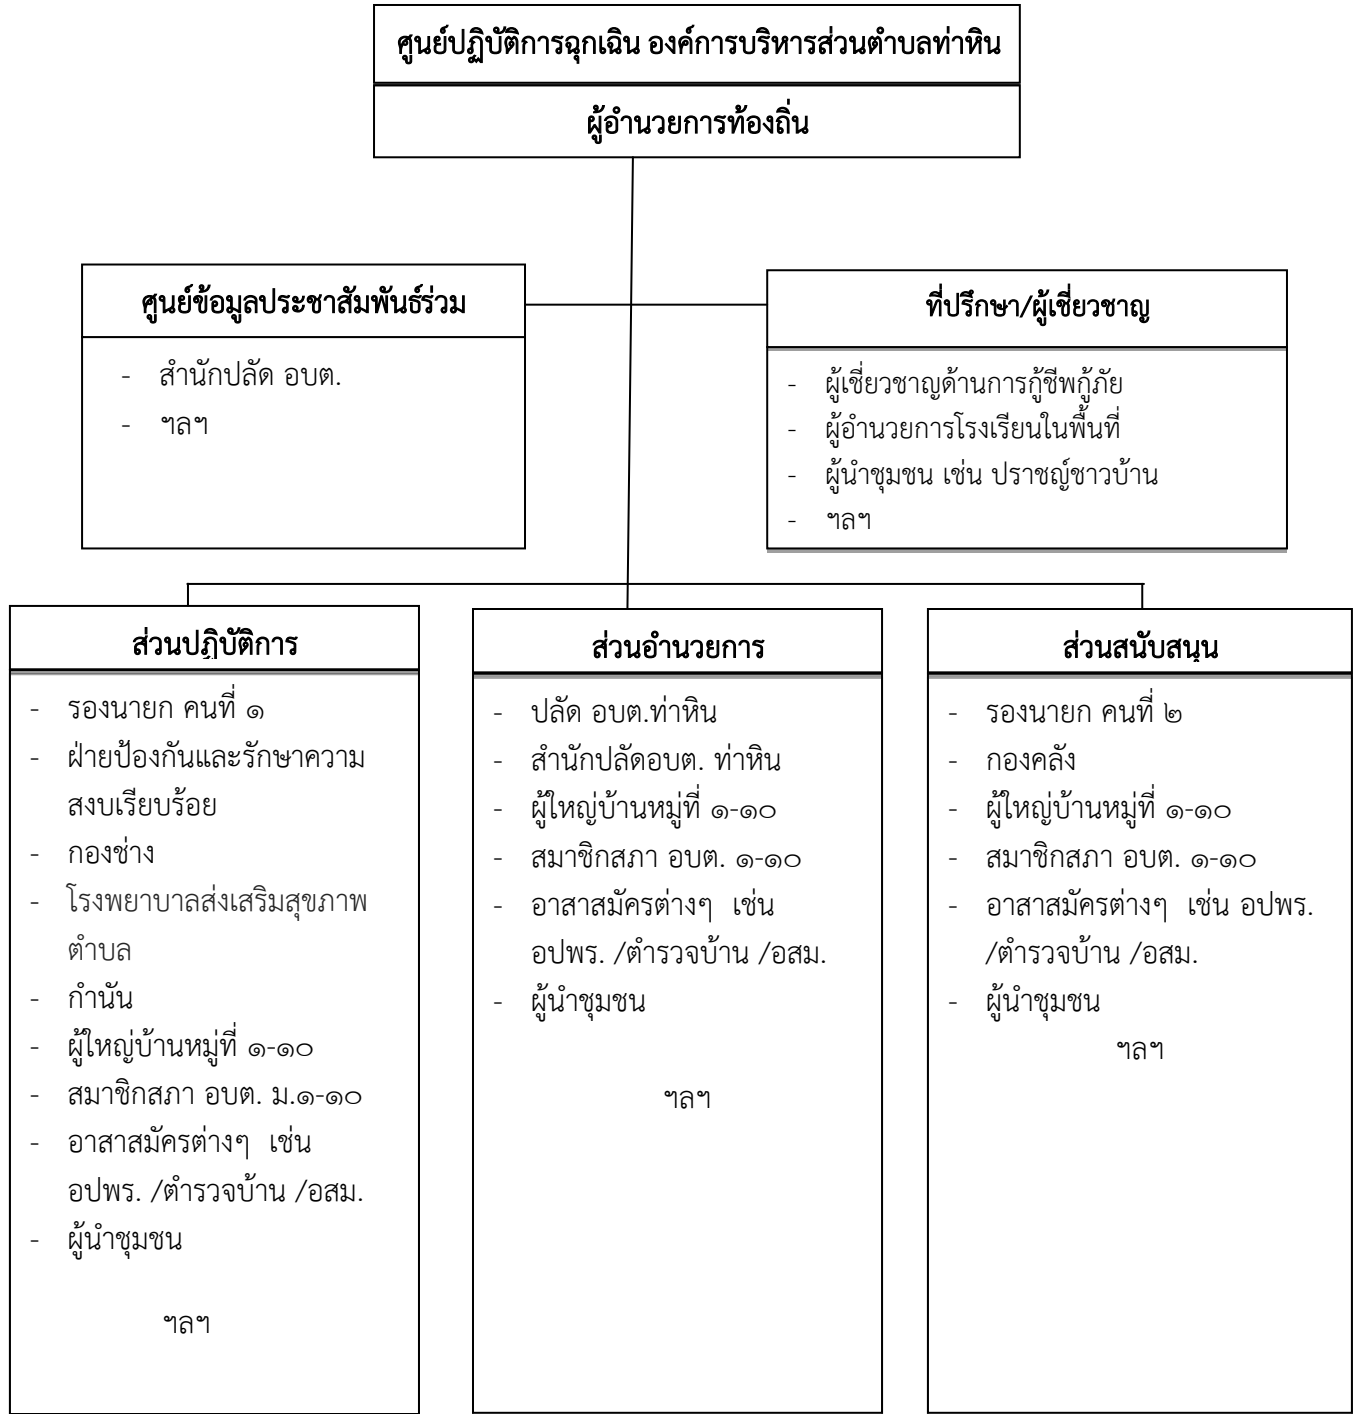 ศูนย์ปฏิบัติการฉุกเฉิน องค์การบริหารส่วนตำบลท่าหิน
ผู้อำนวยการท้องถิ่น
ศูนย์ข้อมูลประชาสัมพันธ์ร่วม
- สำนักปลัด อบต.
- ฯลฯ
ที่ปรึกษา/ผู้เชี่ยวชาญ
- ผู้เชี่ยวชาญด้านการกู้ชีพกู้ภัย
- ผู้อำนวยการโรงเรียนในพื้นที่
- ผู้นำชุมชน เช่น ปราชญ์ชาวบ้าน
- ฯลฯ
ส่วนปฏิบัติการ
- รองนายก คนที่ ๑
- ฝ่ายป้องกันและรักษาความ
สงบเรียบร้อย
- กองช่าง
- โรงพยาบาลส่งเสริมสุขภาพ
ตำบล
- กำนัน
- ผู้ใหญ่บ้านหมู่ที่ ๑-๑๐
- สมาชิกสภา อบต. ม.๑-๑๐
- อาสาสมัครต่างๆ เช่น
อปพร. /ตำรวจบ้าน /อสม.
- ผู้นำชุมชน
ฯลฯ
ส่วนอำนวยการ
- ปลัด อบต.ท่าหิน
- สำนักปลัดอบต. ท่าหิน
- ผู้ใหญ่บ้านหมู่ที่ ๑-๑๐
- สมาชิกสภา อบต. ๑-๑๐
- อาสาสมัครต่างๆ เช่น
อปพร. /ตำรวจบ้าน /อสม.
- ผู้นำชุมชน
ฯลฯ
ส่วนสนับสนุน
- รองนายก คนที่ ๒
- กองคลัง
- ผู้ใหญ่บ้านหมู่ที่ ๑-๑๐
- สมาชิกสภา อบต. ๑-๑๐
- อาสาสมัครต่างๆ เช่น อปพร.
/ตำรวจบ้าน /อสม.
- ผู้นำชุมชน
ฯลฯ